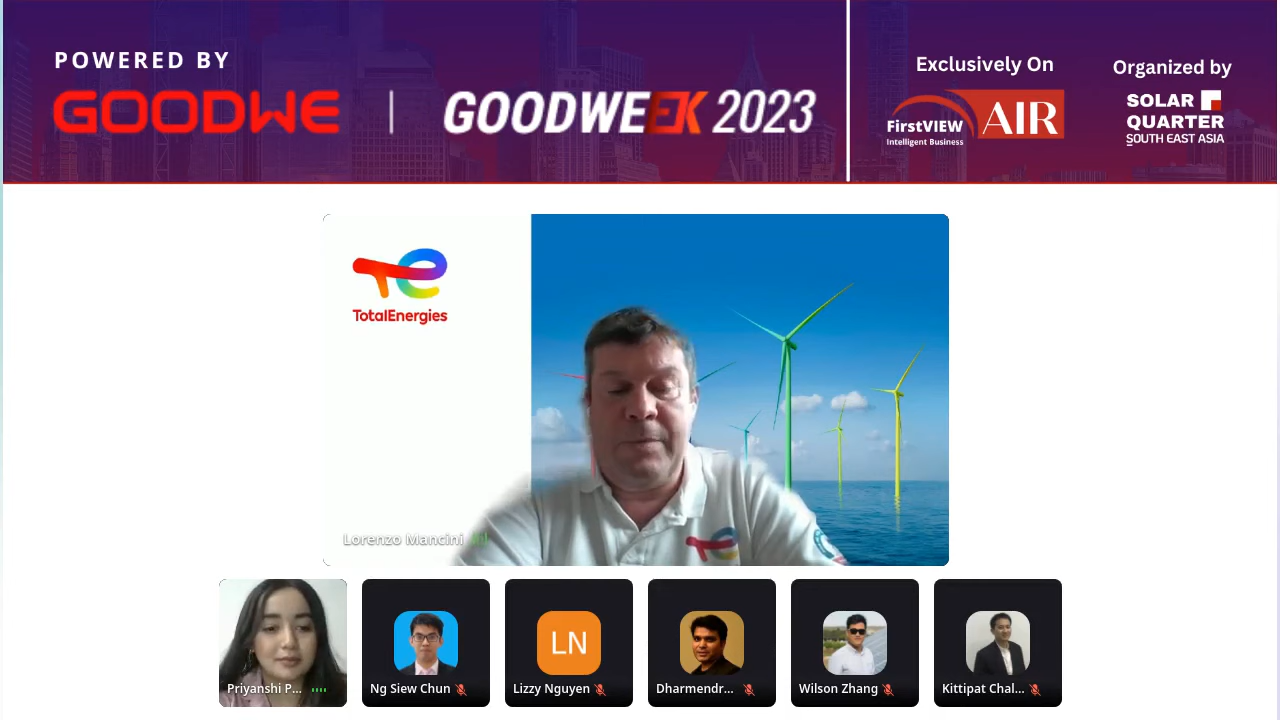 POWERED BY
GOODWE
GOODWEEK 2023
Exclusively On
FirstVIEW
Intelligent Business
AIR
Organized by
SOLAR
QUARTER
SOUTH EAST ASIA
TotalEnergies
Lorenzo Mancini
Priyanshi P...
Ng Siew Chun
LN
Lizzy Nguyen
Dharmendr...
Wilson Zhang
Kittipat Chal...